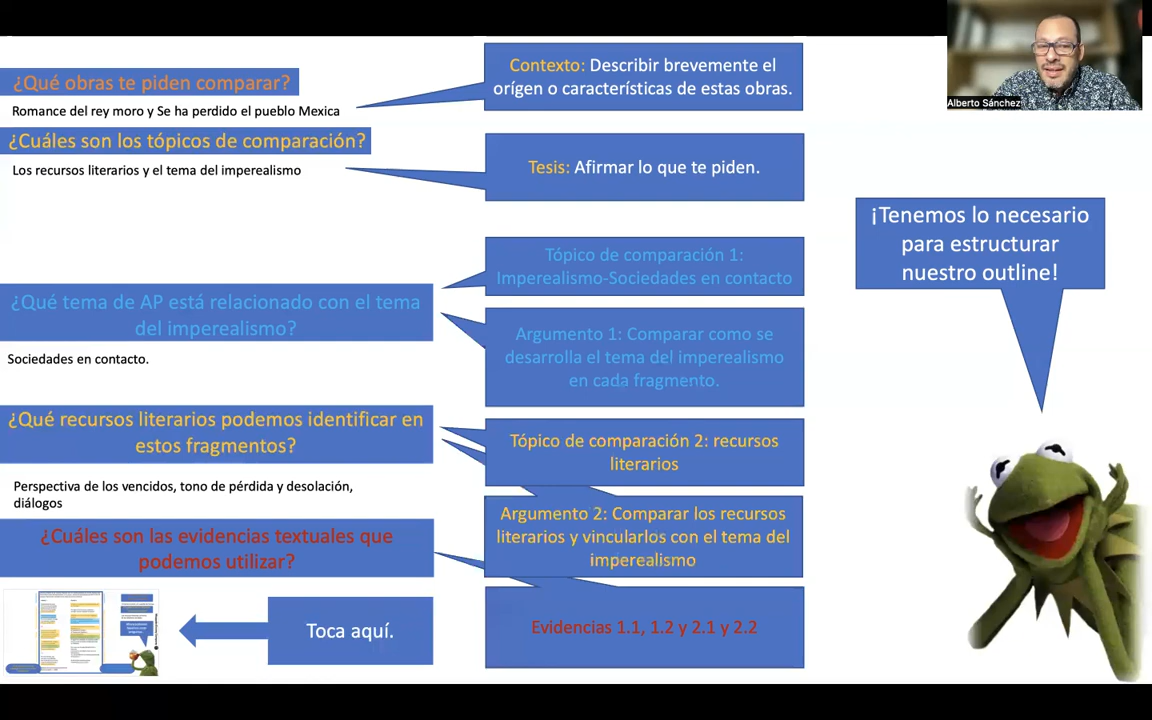 ¿Qué obras te piden comparar?
Romance del rey moro y Se ha perdido el pueblo Mexica
¿Cuáles son los tópicos de comparación?
Los recursos literarios y el tema del imperealismo
¿Qué tema de AP está relacionado con el tema
del imperealismo?
Sociedades en contacto.
¿Qué recursos literarios podemos identificar en
estos fragmentos?
Perspectiva de los vencidos, tono de pérdida y desolación,
diálogos
¿Cuáles son las evidencias textuales que
podemos utilizar?
Toca aquí.
Contexto: Describir brevemente el
orígen o características de estas obras.
Tesis: Afirmar lo que te piden.
Tópico de comparación 1:
Imperealismo-Sociedades en contacto
Argumento 1: Comparar como se
desarrolla el tema del imperealismo
en cada fragmento.
Tópico de comparación 2: recursos
literarios
Argumento 2: Comparar los recursos
literarios y vincularlos con el tema del
imperealismo
Evidencias 1.1, 1.2 y 2.1 y 2.2
¡Tenemos lo necesario
para estructurar
nuestro outline!
Alberto Sánchez